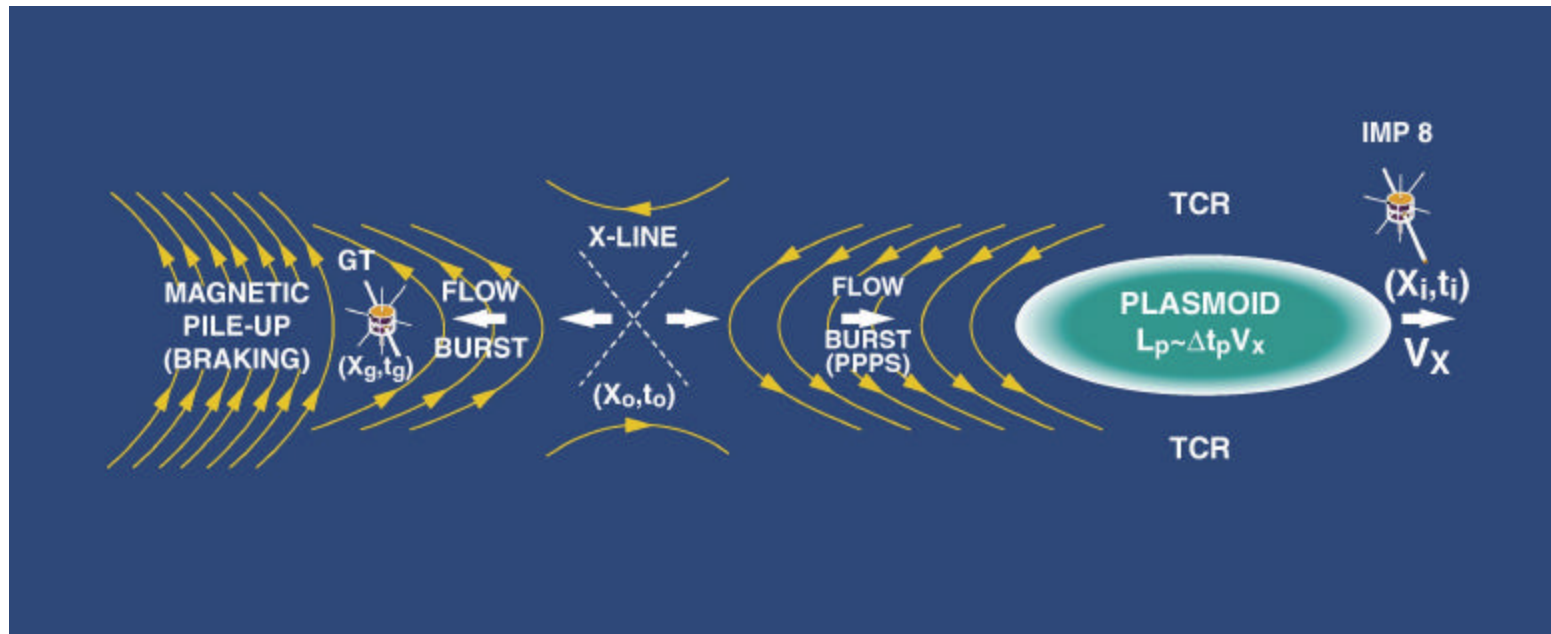 IMP 8
TCR
X-LINE
GT
MAGNETIC
PILE-UP
(BRAKING)
(Xg,tg)
FLOW
BURST
(Xo,to)
FLOW
BURST
(PPPS)
PLASMOID
Lp~ΔtpVx
(Xi,ti)
VX
TCR